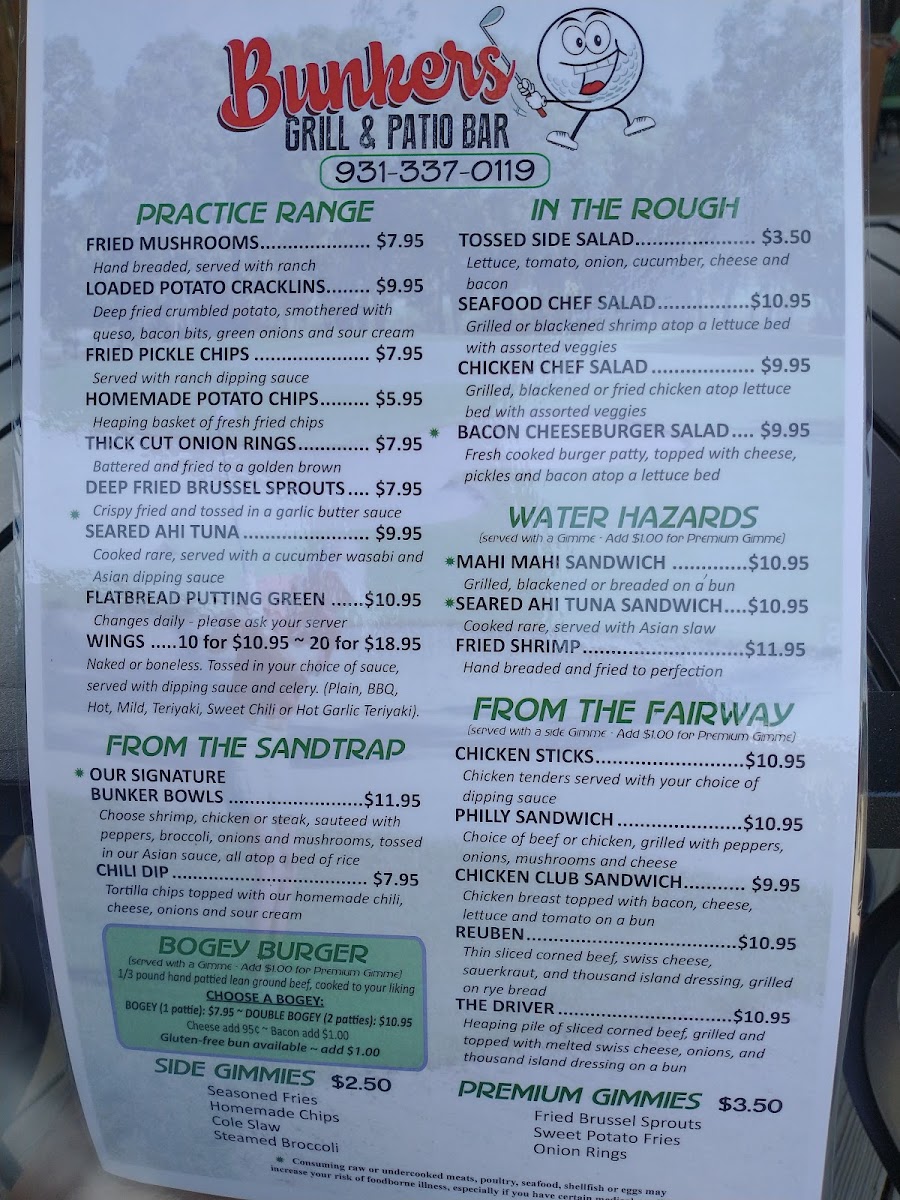 Bunkers
GRILL & PATIO BAR
931-337-0119
PRACTICE RANGE
FRIED MUSHROOMS.................... $7.95
Hand breaded, served with ranch
LOADED POTATO CRACKLINS........ $9.95
Deep fried crumbled potato, smothered with
queso, bacon bits, green onions and sour cream
FRIED PICKLE CHIPS ...................... $7.95
Served with ranch dipping sauce
HOMEMADE POTATO CHIPS......... $5.95
Heaping basket of fresh fried chips
THICK CUT ONION RINGS............. $7.95
Battered and fried to a golden brown
DEEP FRIED BRUSSEL SPROUTS.... $7.95
Crispy fried and tossed in a garlic butter sauce
* SEARED AHI TUNA....................... $9.95
Cooked rare, served with a cucumber wasabi and
Asian dipping sauce
FLATBREAD PUTTING GREEN ......$10.95
Changes daily - please ask your server
WINGS .....10 for $10.95 ~ 20 for $18.95
Naked or boneless. Tossed in your choice of sauce,
served with dipping sauce and celery. (Plain, BBQ,
Hot, Mild, Teriyaki, Sweet Chili or Hot Garlic Teriyaki).
FROM THE SANDTRAP
* OUR SIGNATURE
BUNKER BOWLS ........................$11.95
Choose shrimp, chicken or steak, sauteed with
peppers, broccoli, onions and mushrooms, tossed
in our Asian sauce, all atop a bed of rice
CHILI DIP........................................ $7.95
Tortilla chips topped with our homemade chili,
cheese, onions and sour cream
BOGEY BURGER
(served with a Gimme - Add $1.00 for Premium Gimme)
1/3 pound hand pattied lean ground beef, cooked to your liking
CHOOSE A BOGEY:
BOGEY (1 pattie): $7.95 ~ DOUBLE BOGEY (2 patties): $10.95
Cheese add 95¢ ~ Bacon add $1.00
Gluten-free bun available ~ add $1.00
SIDE GIMMIES $2.50
Seasoned Fries
Homemade Chips
Cole Slaw
Steamed Broccoli
IN THE ROUGH
TOSSED SIDE SALAD...................... $3.50
Lettuce, tomato, onion, cucumber, cheese and
bacon
SEAFOOD CHEF SALAD................$10.95
Grilled or blackened shrimp atop a lettuce bed
with assorted veggies
CHICKEN CHEF SALAD................... $9.95
Grilled, blackened or fried chicken atop lettuce
bed with assorted veggies
* BACON CHEESEBURGER SALAD.... $9.95
Fresh cooked burger patty, topped with cheese,
pickles and bacon atop a lettuce bed
WATER HAZARDS
(served with a Gimme - Add $1.00 for Premium Gimme)
*MAHI MAHI SANDWICH ..............$10.95
Grilled, blackened or breaded on a bun
*SEARED AHI TUNA SANDWICH....$10.95
Cooked rare, served with Asian slaw
FRIED SHRIMP.............................$11.95
Hand breaded and fried to perfection
FROM THE FAIRWAY
(served with a side Gimme - Add $1.00 for Premium Gimme)
CHICKEN STICKS...........................$10.95
Chicken tenders served with your choice of
dipping sauce
PHILLY SANDWICH.......................$10.95
Choice of beef or chicken, grilled with peppers,
onions, mushrooms and cheese
CHICKEN CLUB SANDWICH........... $9.95
Chicken breast topped with bacon, cheese,
lettuce and tomato on a bun
REUBEN......................................$10.95
Thin sliced corned beef, swiss cheese,
sauerkraut, and thousand island dressing, grilled
on rye bread
THE DRIVER................................$10.95
Heaping pile of sliced corned beef, grilled and
topped with melted swiss cheese, onions, and
thousand island dressing on a bun
PREMIUM GIMMIES $3.50
Fried Brussel Sprouts
Sweet Potato Fries
Onion Rings
* Consuming raw or undercooked meats, poultry, seafood, shellfish or eggs may
increase your risk of foodborne illness, especially if you have certain